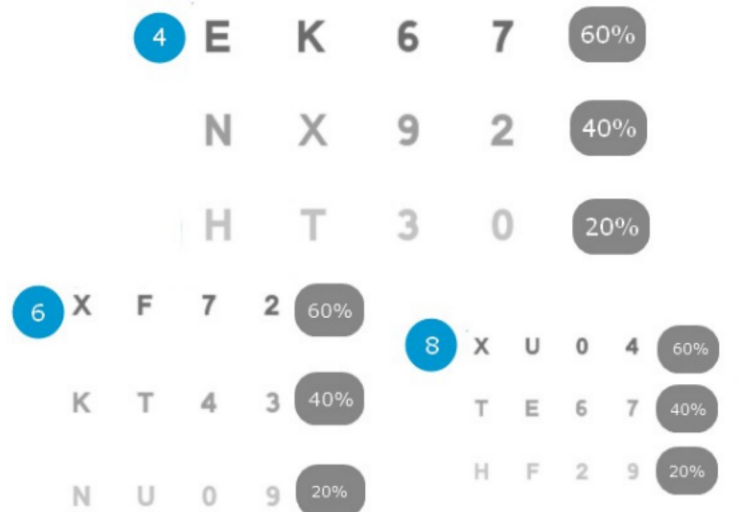 4 E K 6 7 60%
N X 9 2 40%
H T 3 0 20%
6 X F 7 2 60%
K T 4 3 40%
N U 0 9 20%
8 X U 0 4 60%
T E 6 7 40%
H F 2 9 20%